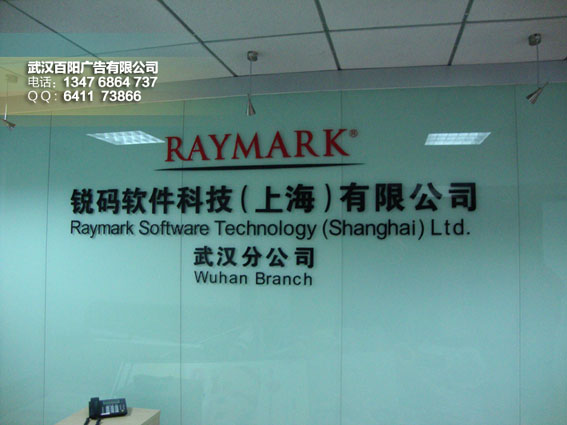 武汉百阳广告有限公司
电话：1347 6864 737
QQ：6411 73866
RAYMARK®
锐码软件科技（上海）有限公司
Raymark Software Technology (Shanghai) Ltd.
武汉分公司
Wuhan Branch